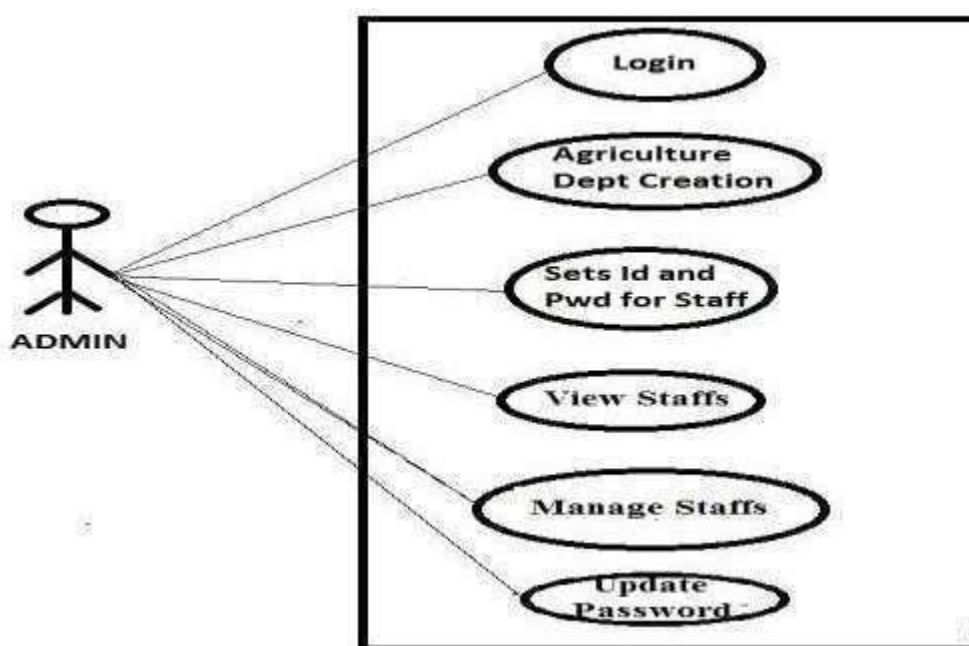 Login
Agriculture
Dept Creation
Sets Id and
Pwd for Staff
ADMIN
View Staffs
Manage Staffs
Update
Password